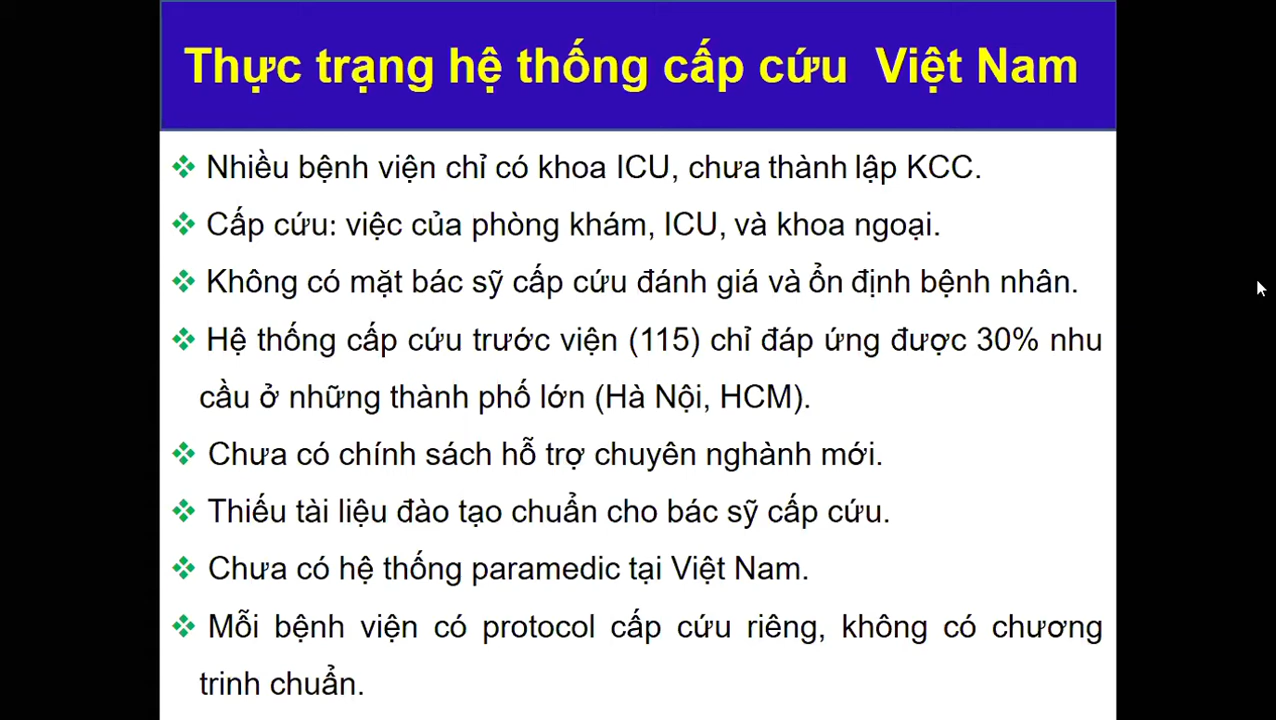 Thực trạng hệ thống cấp cứu Việt Nam
Nhiều bệnh viện chỉ có khoa ICU, chưa thành lập KCC.
Cấp cứu: việc của phòng khám, ICU, và khoa ngoại.
Không có mặt bác sỹ cấp cứu đánh giá và ổn định bệnh nhân.
Hệ thống cấp cứu trước viện (115) chỉ đáp ứng được 30% nhu
cầu ở những thành phố lớn (Hà Nội, HCM).
Chưa có chính sách hỗ trợ chuyên nghành mới.
Thiếu tài liệu đào tạo chuẩn cho bác sỹ cấp cứu.
Chưa có hệ thống paramedic tại Việt Nam.
Mỗi bệnh viện có protocol cấp cứu riêng, không có chương
trinh chuẩn.